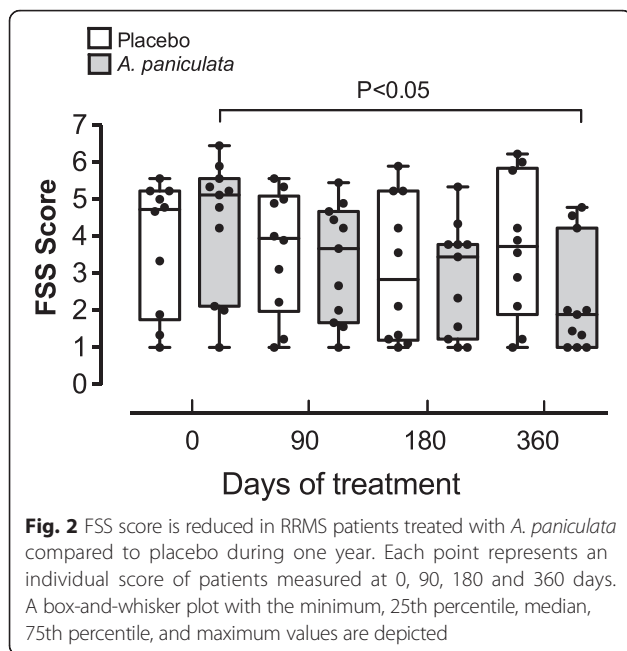 Placebo
A. paniculata
P<0.05
7
6
5
4
3
2
1
0
FSS Score
0 90 180 360
Days of treatment
Fig. 2 FSS score is reduced in RRMS patients treated with A. paniculata
compared to placebo during one year. Each point represents an
individual score of patients measured at 0, 90, 180 and 360 days.
A box-and-whisker plot with the minimum, 25th percentile, median,
75th percentile, and maximum values are depicted